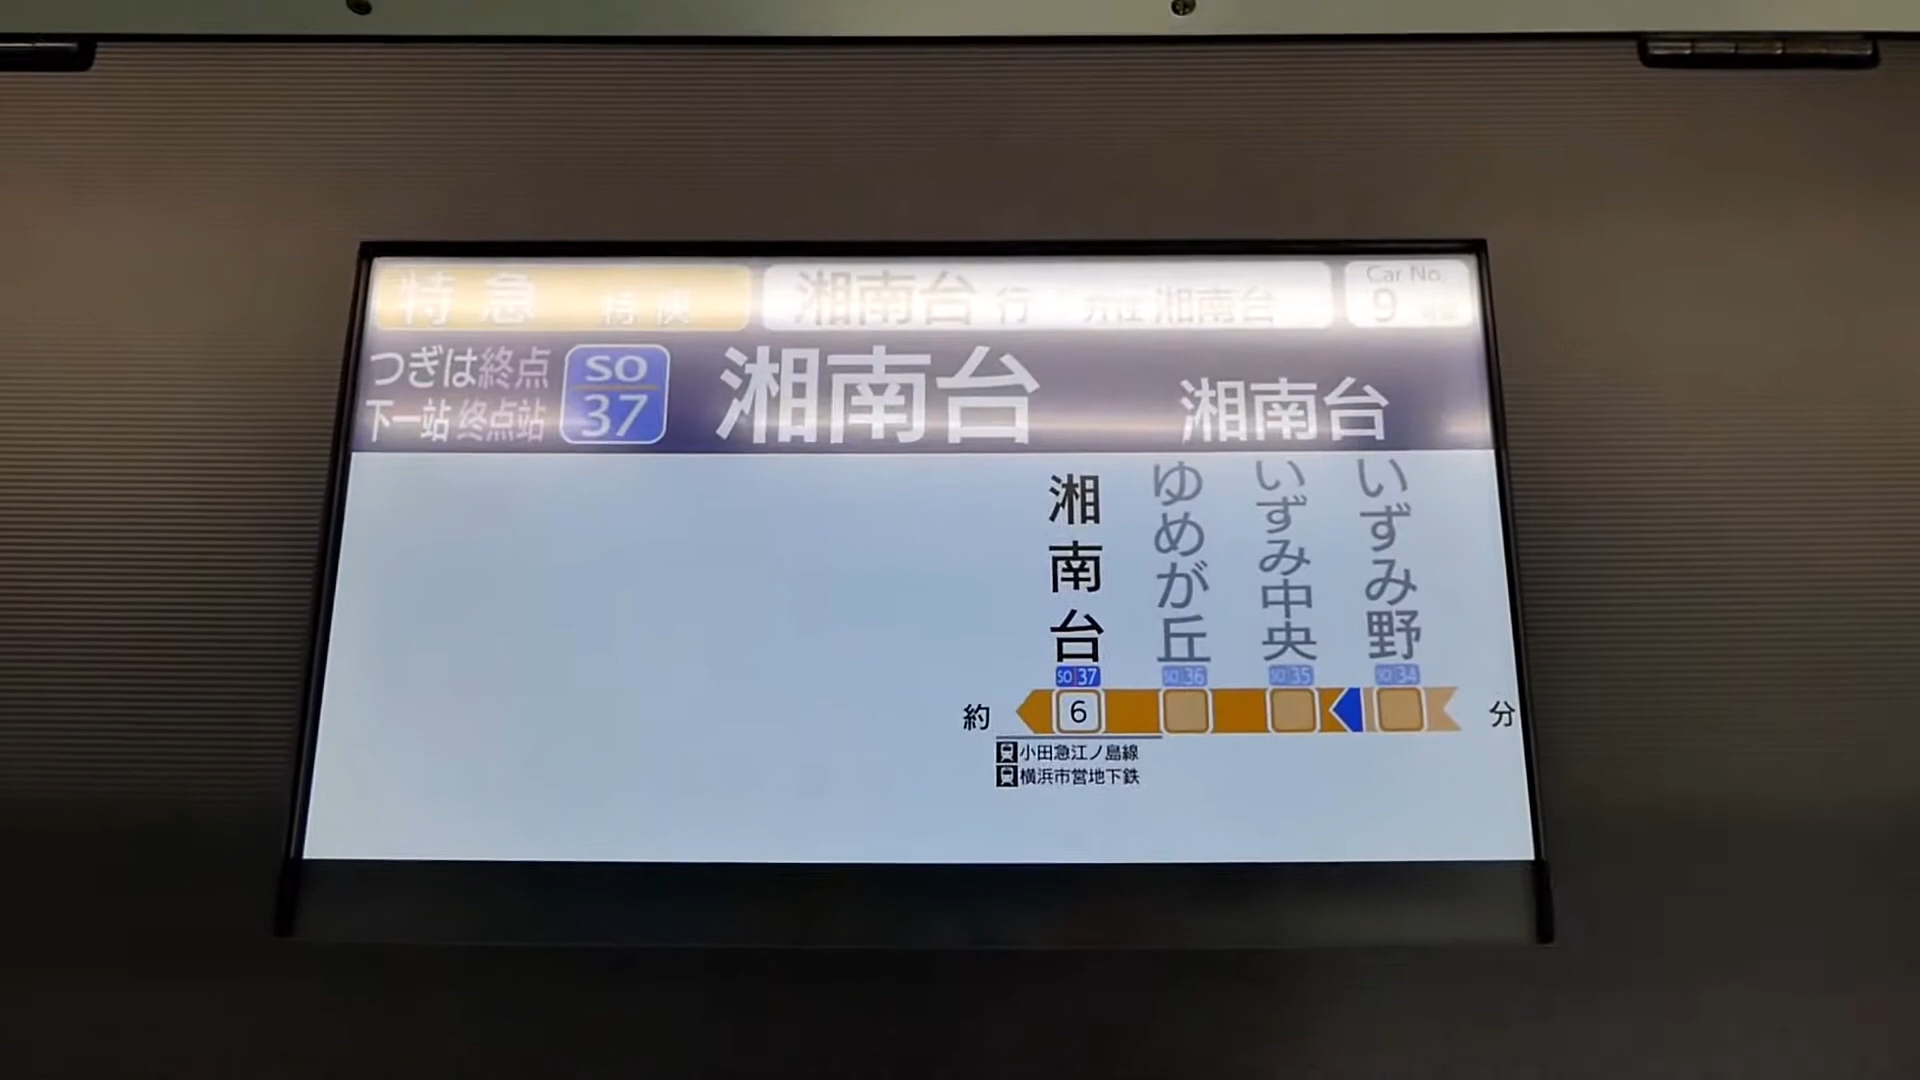 特急 特快
湘南台 行 开往 湘南台
Car No.
9
つぎは終点
下一站 终点站
SO
37
湘南台
湘南台
いずみ野
いずみ中央
ゆめが丘
湘南台
SO 37
SO 36
SO 35
SO 34
約
6
分
小田急江ノ島線
横浜市営地下鉄